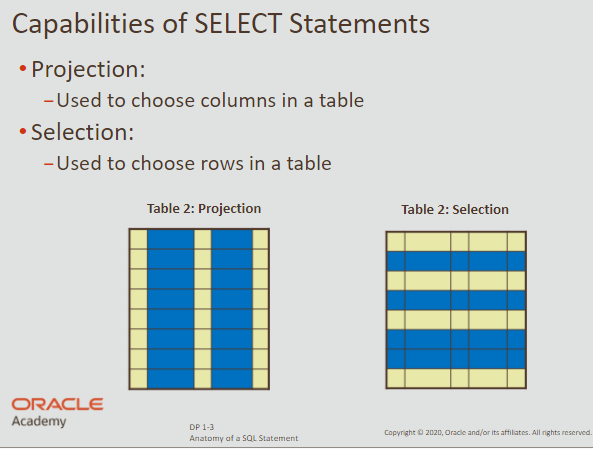 Capabilities of SELECT Statements
• Projection:
– Used to choose columns in a table
• Selection:
– Used to choose rows in a table
Table 2: Projection
Table 2: Selection
ORACLE
Academy
DP 1-3
Anatomy of a SQL Statement
Copyright © 2020, Oracle and/or its affiliates. All rights reserved.